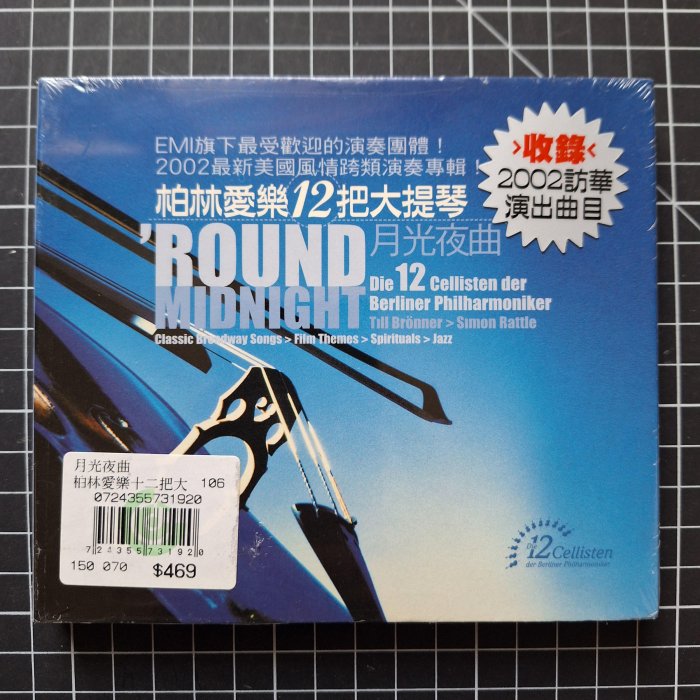 EMI旗下最受歡迎的演奏團體！
2002最新美國風情跨類演奏專輯！
柏林愛樂12把大提琴
'ROUND
MIDNIGHT
月光夜曲
Die 12 Cellisten der
Berliner Philharmoniker
Till Brönner > Simon Rattle
Classic Broadway Songs > Film Themes > Spirituals > Jazz
>收錄<
2002訪華
演出曲目
月光夜曲
柏林愛樂十二把大 106
0724355731920
7 24355 73192 0
150 070 $469
Die 12 Cellisten
der Berliner Philharmoniker